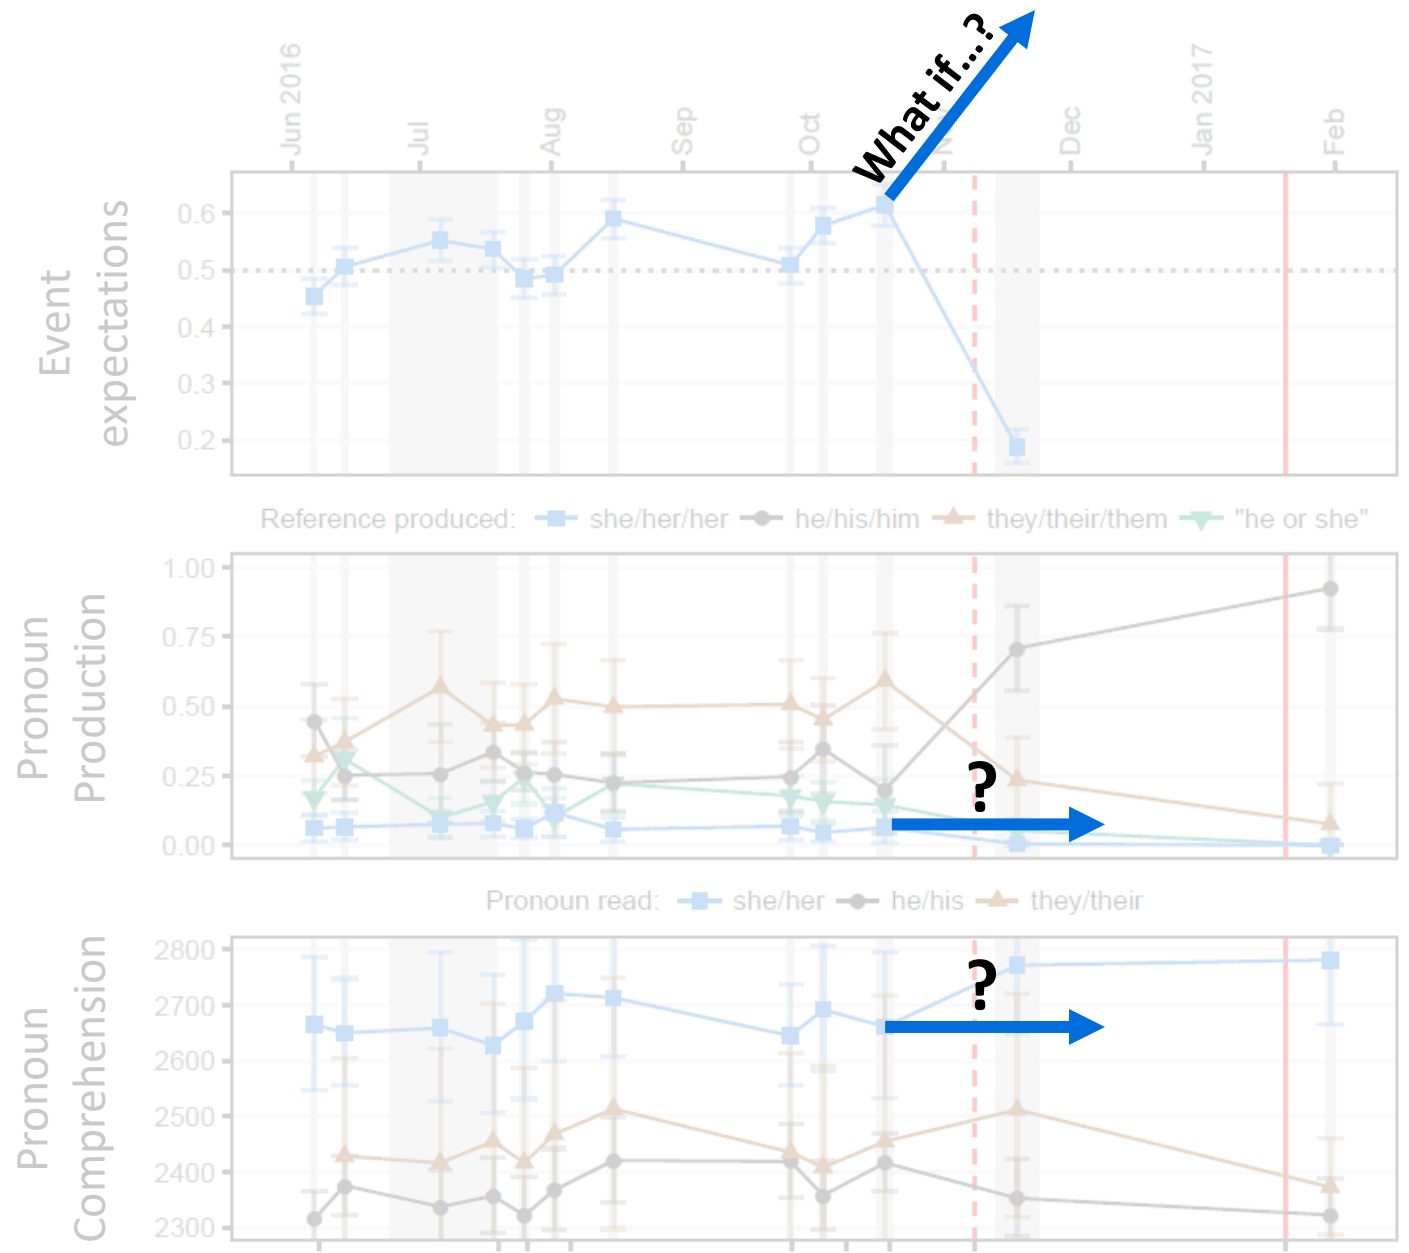 What if...?
Jun 2016
Jul
Aug
Sep
Oct
Dec
Jan 2017
Feb
Event
expectations
0.6
0.5
0.4
0.3
0.2
Reference produced: she/her/her he/his/him they/their/them "he or she"
Pronoun
Production
1.00
0.75
0.50
0.25
0.00
?
Pronoun read: she/her he/his they/their
Pronoun
Comprehension
2800
2700
2600
2500
2400
2300
?